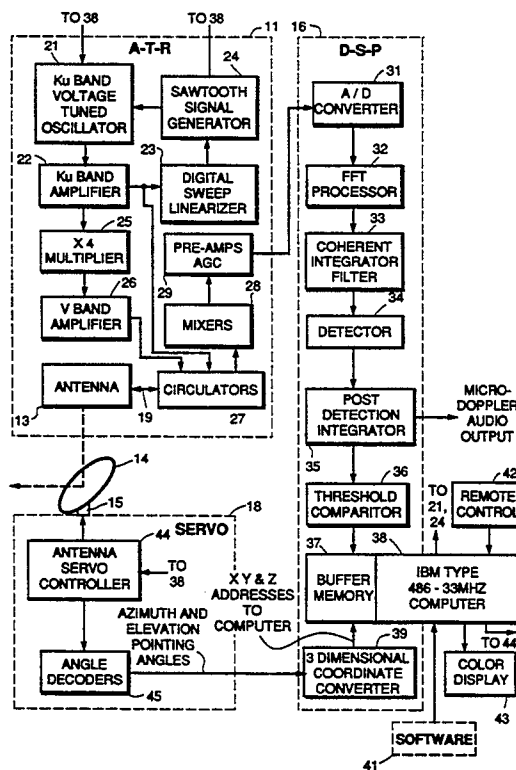 TO 38
TO 38
11
16
21
A-T-R
D-S-P
24
31
Ku BAND
VOLTAGE
TUNED
OSCILLATOR
SAWTOOTH
SIGNAL
GENERATOR
A / D
CONVERTER
22
23
32
Ku BAND
AMPLIFIER
DIGITAL
SWEEP
LINEARIZER
FFT
PROCESSOR
33
25
X 4
MULTIPLIER
PRE-AMPS
AGC
COHERENT
INTEGRATOR
FILTER
26
29
28
34
V BAND
AMPLIFIER
MIXERS
DETECTOR
ANTENNA
CIRCULATORS
13
19
27
POST
DETECTION
INTEGRATOR
MICRO-
DOPPLER
AUDIO
OUTPUT
35
14
15
18
36
TO
21,
24
42
SERVO
THRESHOLD
COMPARITOR
REMOTE
CONTROL
44
37
38
ANTENNA
SERVO
CONTROLLER
TO
38
BUFFER
MEMORY
IBM TYPE
486 - 33MHZ
COMPUTER
X Y & Z
ADDRESSES
TO
COMPUTER
AZIMUTH AND
ELEVATION
POINTING
ANGLES
39
TO 44
ANGLE
DECODERS
3
DIMENSIONAL
COORDINATE
CONVERTER
COLOR
DISPLAY
45
43
SOFTWARE
41